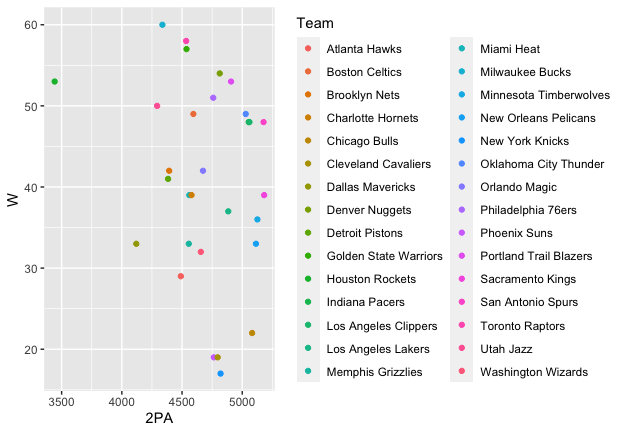 60
50
40
30
20
W
3500 4000 4500 5000
2PA
Team
Atlanta Hawks
Boston Celtics
Brooklyn Nets
Charlotte Hornets
Chicago Bulls
Cleveland Cavaliers
Dallas Mavericks
Denver Nuggets
Detroit Pistons
Golden State Warriors
Houston Rockets
Indiana Pacers
Los Angeles Clippers
Los Angeles Lakers
Memphis Grizzlies
Miami Heat
Milwaukee Bucks
Minnesota Timberwolves
New Orleans Pelicans
New York Knicks
Oklahoma City Thunder
Orlando Magic
Philadelphia 76ers
Phoenix Suns
Portland Trail Blazers
Sacramento Kings
San Antonio Spurs
Toronto Raptors
Utah Jazz
Washington Wizards